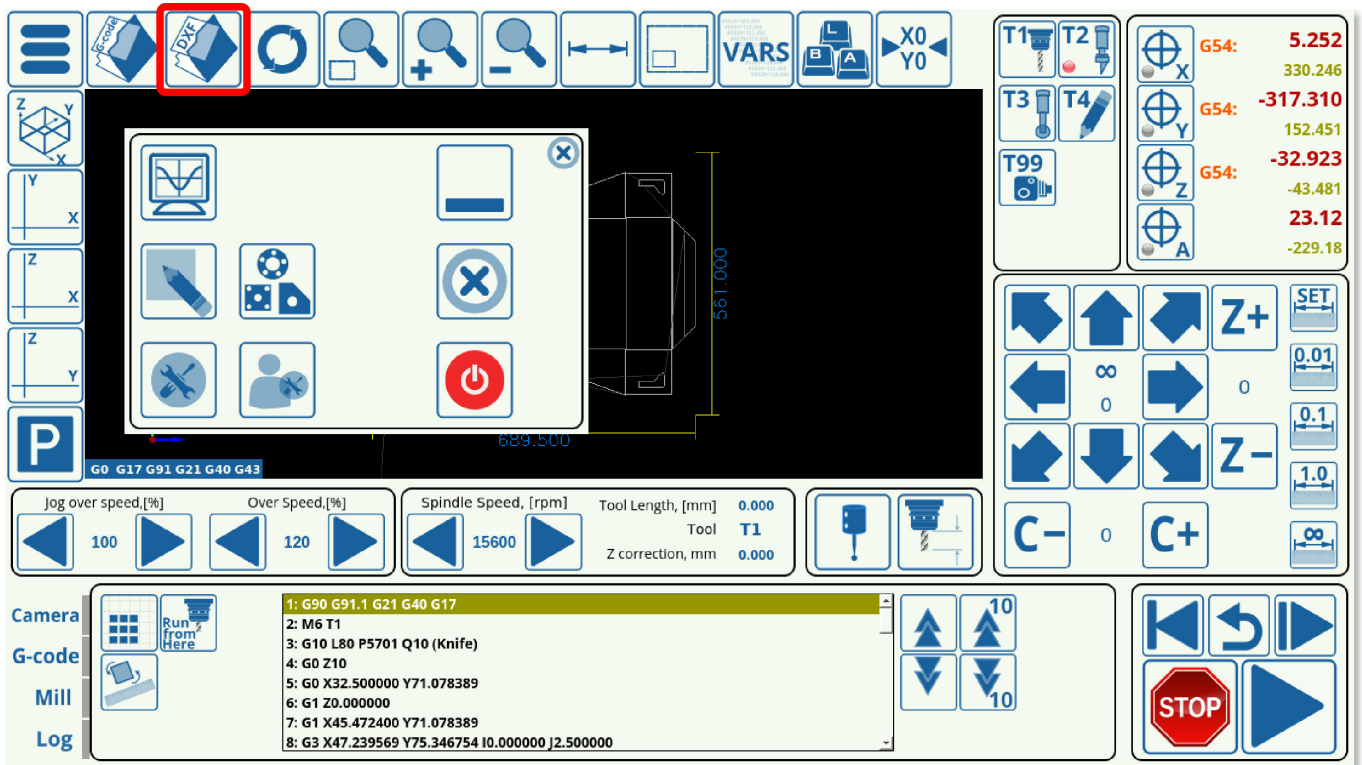 G-code
DXF
VARS
L
B
A
X0
Y0
Z
Y
X
Y
X
Z
X
Z
Y
P
561.000
689.500
G0 G17 G91 G21 G40 G43
T1
T2
T3
T4
T99
X
G54:
5.252
330.246
Y
G54:
-317.310
152.451
Z
G54:
-32.923
-43.481
A
23.12
-229.18
Z+
SET
∞
0
0
0.01
0.1
Z-
1.0
C-
0
C+
∞
Jog over speed,[%]
100
Over Speed,[%]
120
Spindle Speed, [rpm]
15600
Tool Length, [mm] 0.000
Tool T1
Z correction, mm 0.000
Camera
G-code
Mill
Log
Run
from
Here
1: G90 G91.1 G21 G40 G17
2: M6 T1
3: G10 L80 P5701 Q10 (Knife)
4: G0 Z10
5: G0 X32.500000 Y71.078389
6: G1 Z0.000000
7: G1 X45.472400 Y71.078389
8: G3 X47.239569 Y75.346754 I0.000000 J2.500000
10
10
STOP